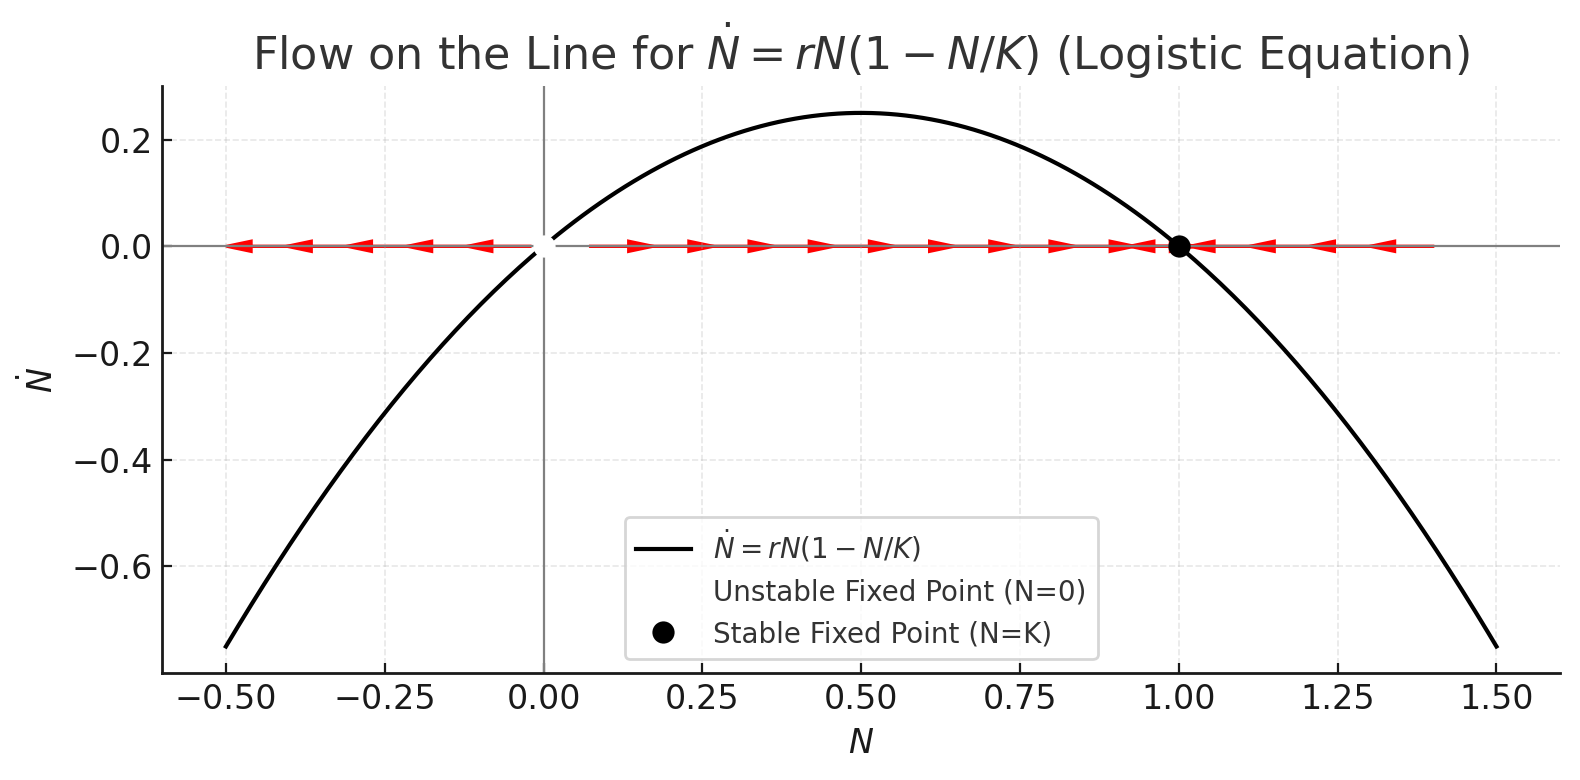 Flow on the Line for Ṅ = rN(1 − N/K) (Logistic Equation)
0.2
0.0
−0.2
−0.4
−0.6
Ṅ
Ṅ = rN(1 − N/K)
Unstable Fixed Point (N=0)
Stable Fixed Point (N=K)
−0.50 −0.25 0.00 0.25 0.50 0.75 1.00 1.25 1.50
N